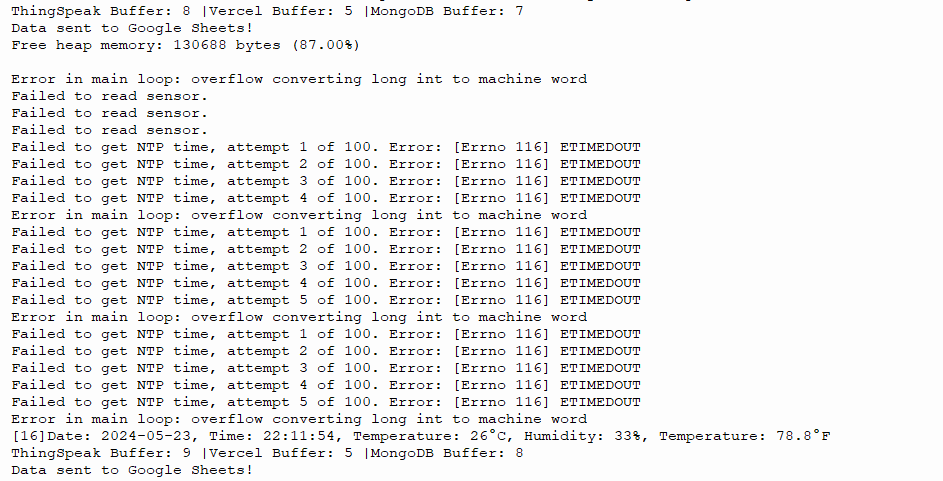 ThingSpeak Buffer: 8 |Vercel Buffer: 5 |MongoDB Buffer: 7
Data sent to Google Sheets!
Free heap memory: 130688 bytes (87.00%)
Error in main loop: overflow converting long int to machine word
Failed to read sensor.
Failed to read sensor.
Failed to read sensor.
Failed to get NTP time, attempt 1 of 100. Error: [Errno 116] ETIMEDOUT
Failed to get NTP time, attempt 2 of 100. Error: [Errno 116] ETIMEDOUT
Failed to get NTP time, attempt 3 of 100. Error: [Errno 116] ETIMEDOUT
Failed to get NTP time, attempt 4 of 100. Error: [Errno 116] ETIMEDOUT
Error in main loop: overflow converting long int to machine word
Failed to get NTP time, attempt 1 of 100. Error: [Errno 116] ETIMEDOUT
Failed to get NTP time, attempt 2 of 100. Error: [Errno 116] ETIMEDOUT
Failed to get NTP time, attempt 3 of 100. Error: [Errno 116] ETIMEDOUT
Failed to get NTP time, attempt 4 of 100. Error: [Errno 116] ETIMEDOUT
Failed to get NTP time, attempt 5 of 100. Error: [Errno 116] ETIMEDOUT
Error in main loop: overflow converting long int to machine word
Failed to get NTP time, attempt 1 of 100. Error: [Errno 116] ETIMEDOUT
Failed to get NTP time, attempt 2 of 100. Error: [Errno 116] ETIMEDOUT
Failed to get NTP time, attempt 3 of 100. Error: [Errno 116] ETIMEDOUT
Failed to get NTP time, attempt 4 of 100. Error: [Errno 116] ETIMEDOUT
Failed to get NTP time, attempt 5 of 100. Error: [Errno 116] ETIMEDOUT
Error in main loop: overflow converting long int to machine word
[16]Date: 2024-05-23, Time: 22:11:54, Temperature: 26°C, Humidity: 33%, Temperature: 78.8°F
ThingSpeak Buffer: 9 |Vercel Buffer: 5 |MongoDB Buffer: 8
Data sent to Google Sheets!